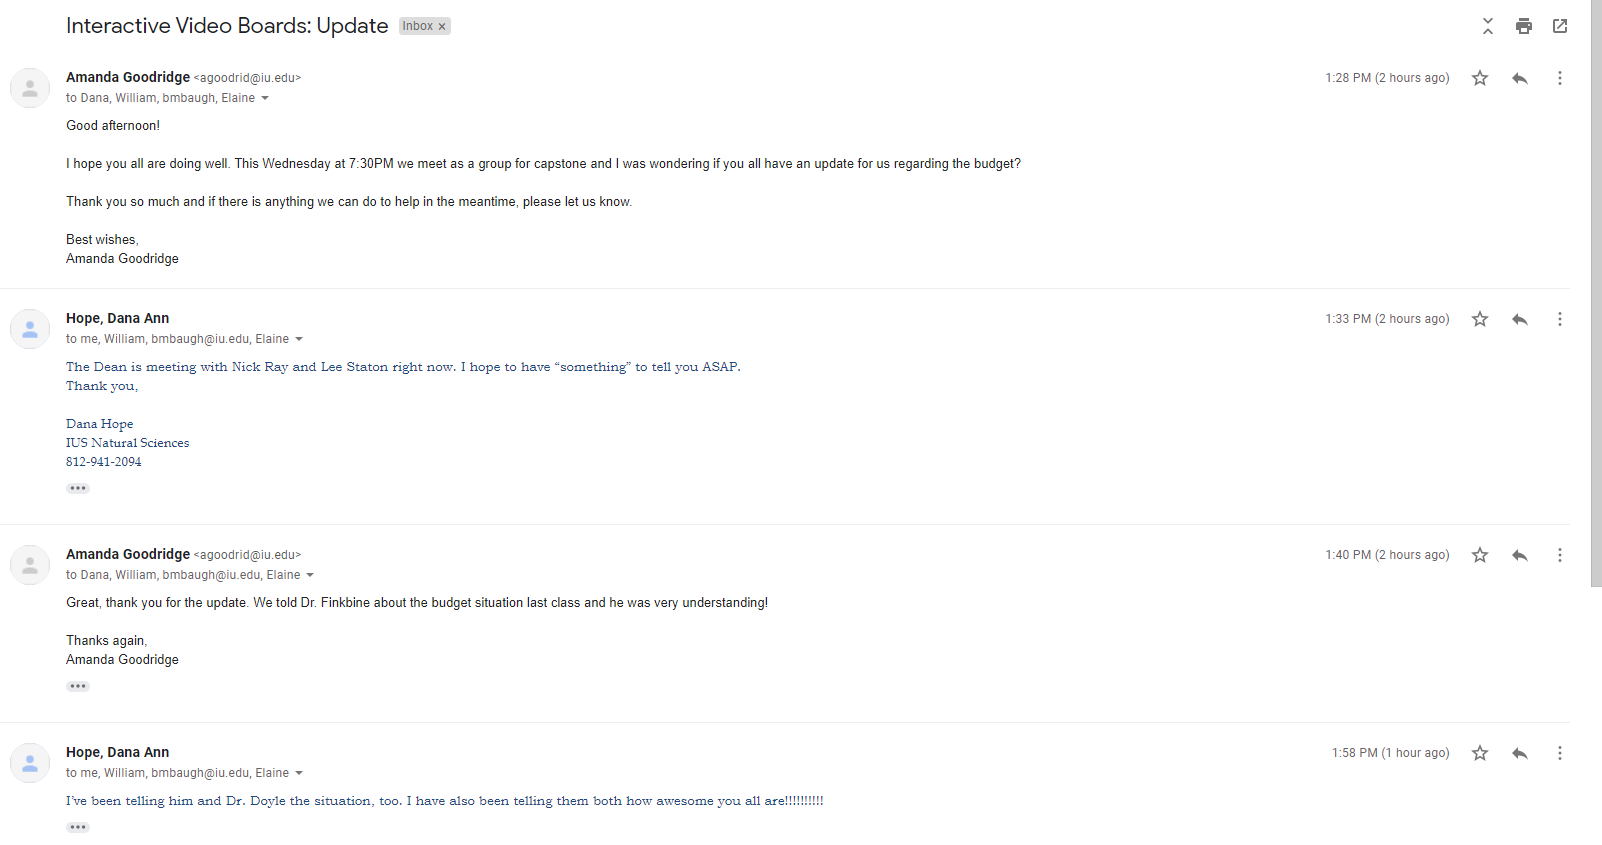 Interactive Video Boards: Update Inbox x
Amanda Goodridge <agoodrid@iu.edu> 1:28 PM (2 hours ago)
to Dana, William, bmbaugh, Elaine
Good afternoon!
I hope you all are doing well. This Wednesday at 7:30PM we meet as a group for capstone and I was wondering if you all have an update for us regarding the budget?
Thank you so much and if there is anything we can do to help in the meantime, please let us know.
Best wishes,
Amanda Goodridge
Hope, Dana Ann 1:33 PM (2 hours ago)
to me, William, bmbaugh@iu.edu, Elaine
The Dean is meeting with Nick Ray and Lee Staton right now. I hope to have “something” to tell you ASAP.
Thank you,
Dana Hope
IUS Natural Sciences
812-941-2094
Amanda Goodridge <agoodrid@iu.edu> 1:40 PM (2 hours ago)
to Dana, William, bmbaugh@iu.edu, Elaine
Great, thank you for the update. We told Dr. Finkbine about the budget situation last class and he was very understanding!
Thanks again,
Amanda Goodridge
Hope, Dana Ann 1:58 PM (1 hour ago)
to me, William, bmbaugh@iu.edu, Elaine
I’ve been telling him and Dr. Doyle the situation, too. I have also been telling them both how awesome you all are!!!!!!!!!!